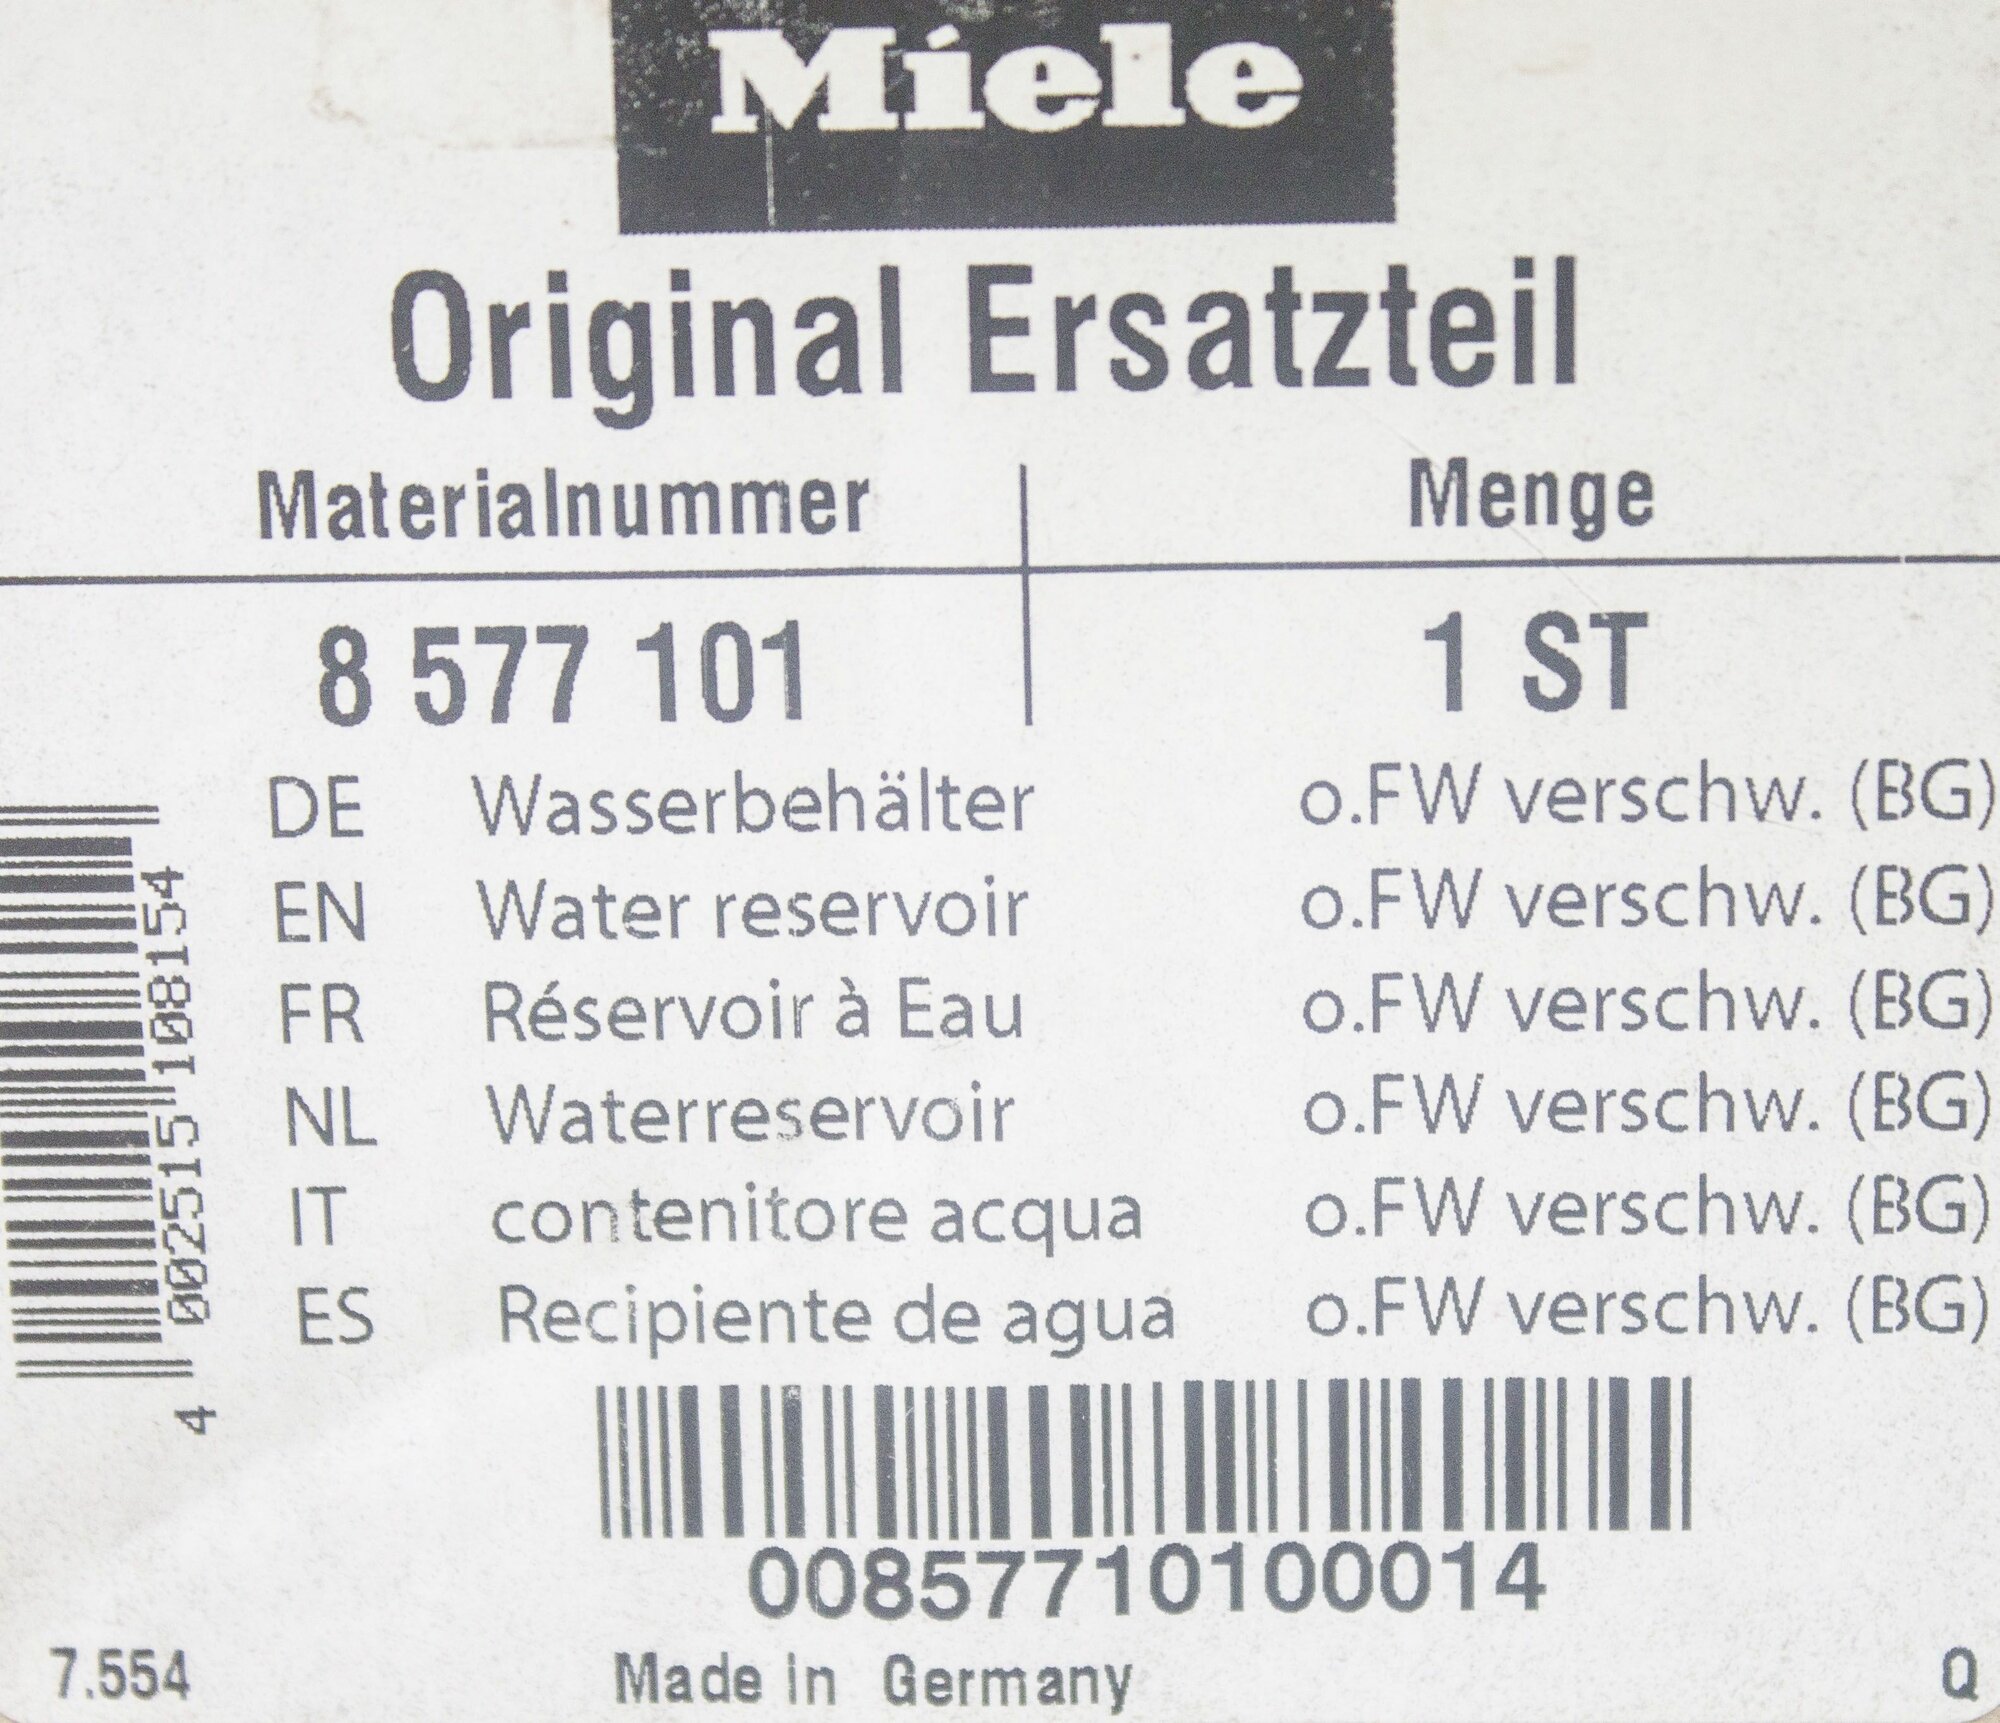 Miele
Original Ersatzteil
Materialnummer Menge
8 577 101 1 ST
DE Wasserbehälter o.FW verschw. (BG)
EN Water reservoir o.FW verschw. (BG)
FR Réservoir à Eau o.FW verschw. (BG)
NL Waterreservoir o.FW verschw. (BG)
IT contenitore acqua o.FW verschw. (BG)
ES Recipiente de agua o.FW verschw. (BG)
4 002515 108154
00857710100014
7.554 Made in Germany Q